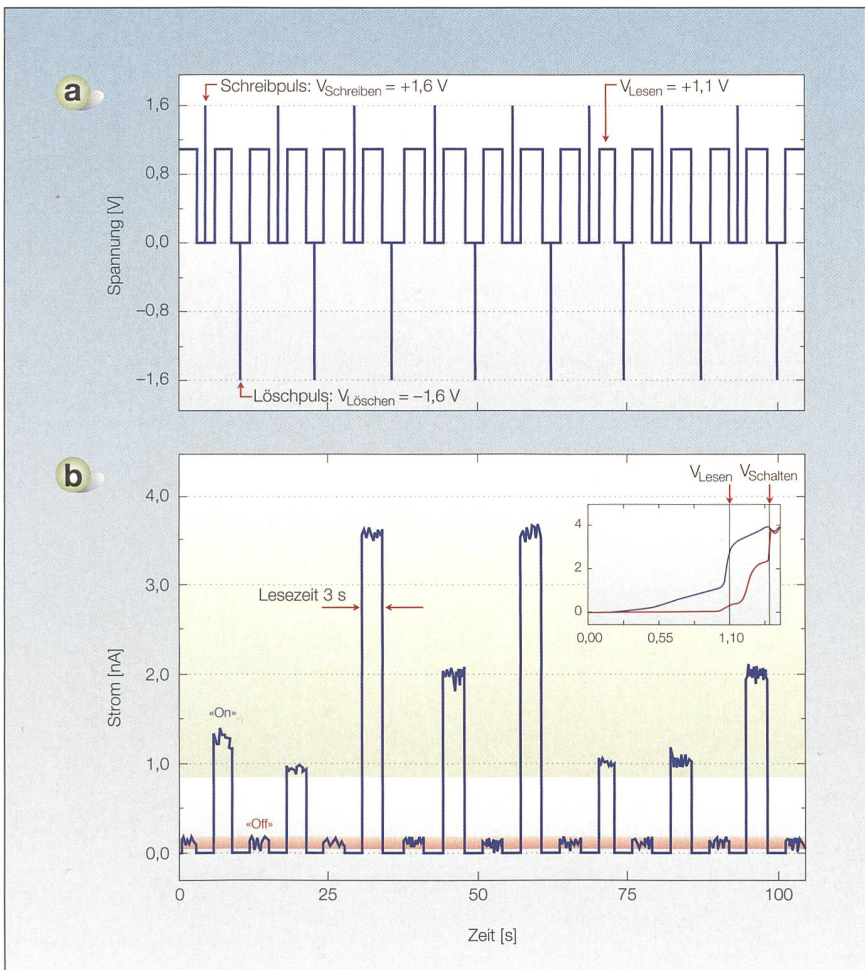 a
Schreibpuls: VSchreiben = +1,6 V
VLesen = +1,1 V
1,6
0,8
0,0
–0,8
–1,6
Spannung [V]
Löschpuls: VLöschen = –1,6 V
b
VLesen
VSchalten
4,0
3,0
2,0
1,0
0,0
Strom [nA]
4
2
0
0,00
0,55
1,10
Lesezeit 3 s
«On»
«Off»
0
25
50
75
100
Zeit [s]